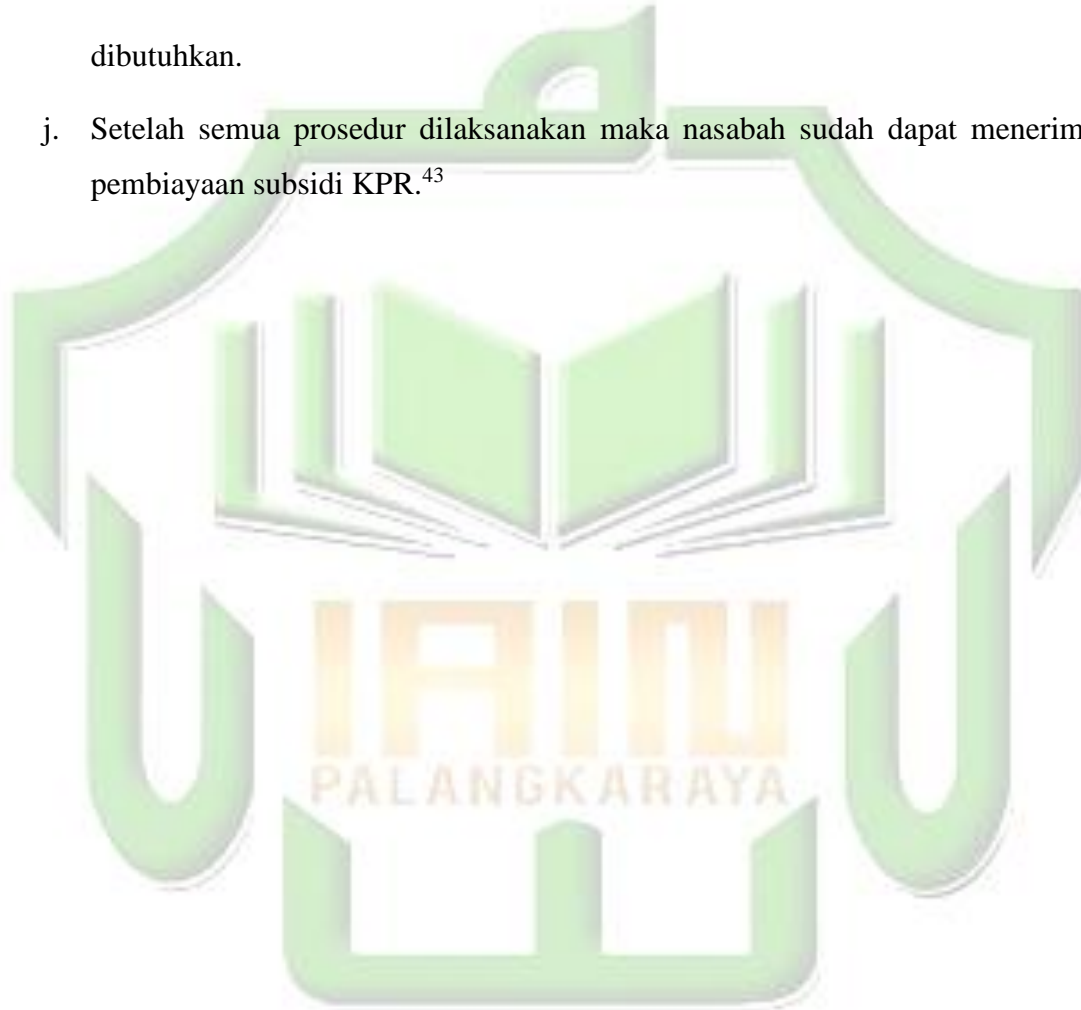 dibutuhkan.
j. Setelah semua prosedur dilaksanakan maka nasabah sudah dapat menerim
pembiayaan subsidi KPR.43
IAIN
PALANGKARAYA